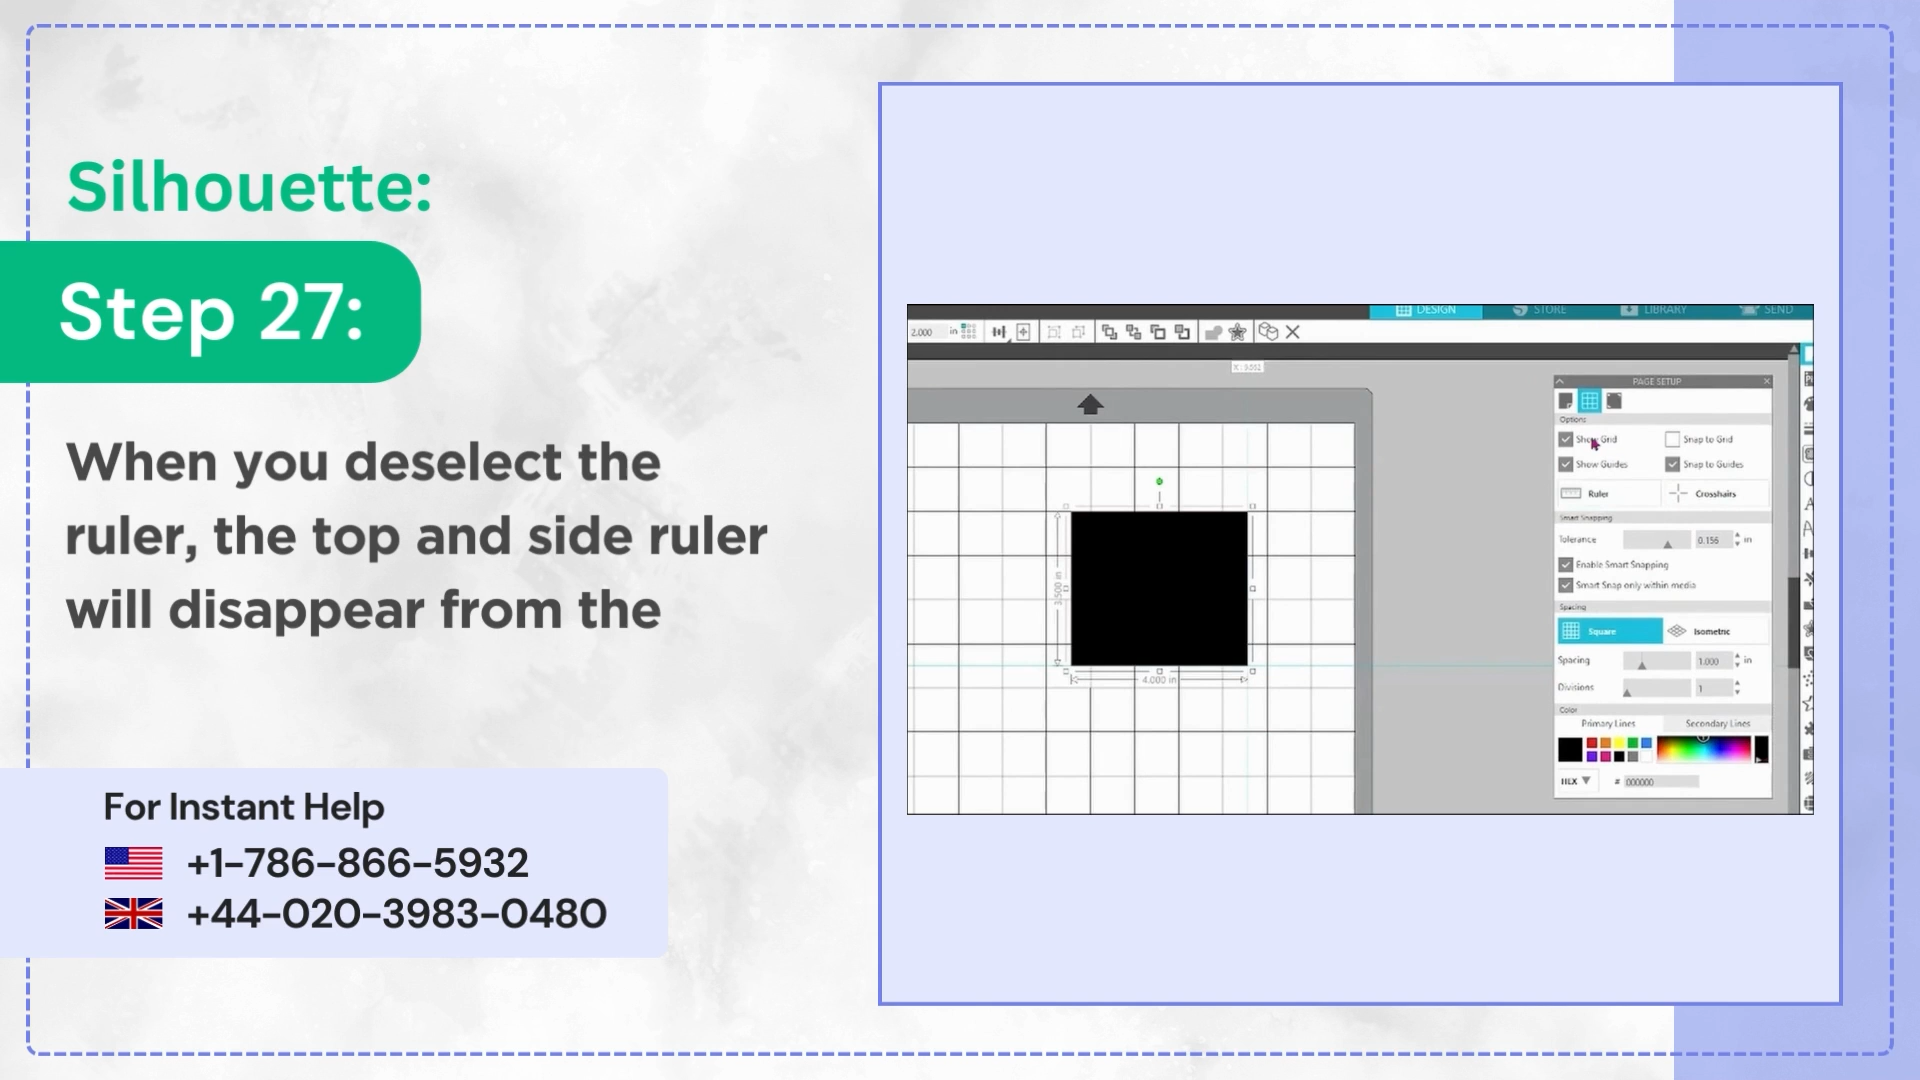 Silhouette:
Step 27:
When you deselect the
ruler, the top and side ruler
will disappear from the
For Instant Help
+1-786-866-5932
+44-020-3983-0480
DESIGN
STORE
LIBRARY
SEND
2.000 in
PAGE SETUP
Options
Show Grid
Snap to Grid
Show Guides
Snap to Guides
Ruler
Crosshairs
Smart Snapping
Tolerance 0.156 in
Enable Smart Snapping
Smart Snap only within media
Spacing
Square
Isometric
Spacing 1.000 in
Divisions 1
Color
Primary Lines
Secondary Lines
HEX # 000000
3.500 in
4.000 in